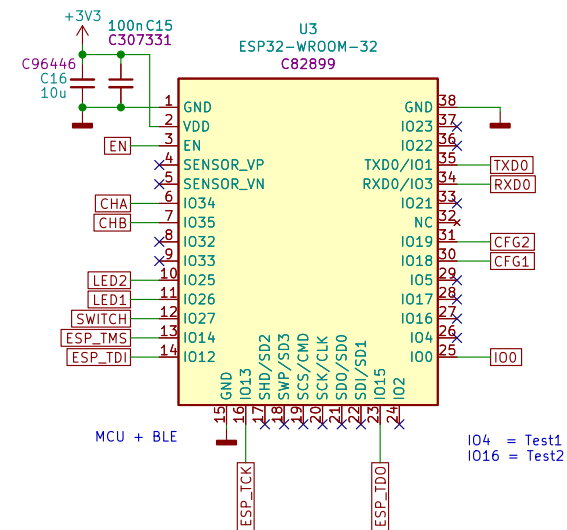 +3V3
100n C15
C307331
C96446
C16
10u
U3
ESP32-WROOM-32
C82899
1 GND
2 VDD
EN 3 EN
4 SENSOR_VP
5 SENSOR_VN
CHA 6 IO34
CHB 7 IO35
8 IO32
9 IO33
LED2 10 IO25
LED1 11 IO26
SWITCH 12 IO27
ESP_TMS 13 IO14
ESP_TDI 14 IO12
GND 38
IO23 37
IO22 36
TXD0/IO1 35 TXD0
RXD0/IO3 34 RXD0
IO21 33
NC 32
IO19 31 CFG2
IO18 30 CFG1
IO5 29
IO17 28
IO16 27
IO4 26
IO0 25 IO0
GND 15
IO13 16 ESP_TCK
SHD/SD2 17
SWP/SD3 18
SCS/CMD 19
SCK/CLK 20
SDO/SD0 21
SDI/SD1 22
IO15 23 ESP_TDO
IO2 24
MCU + BLE
IO4 = Test1
IO16 = Test2